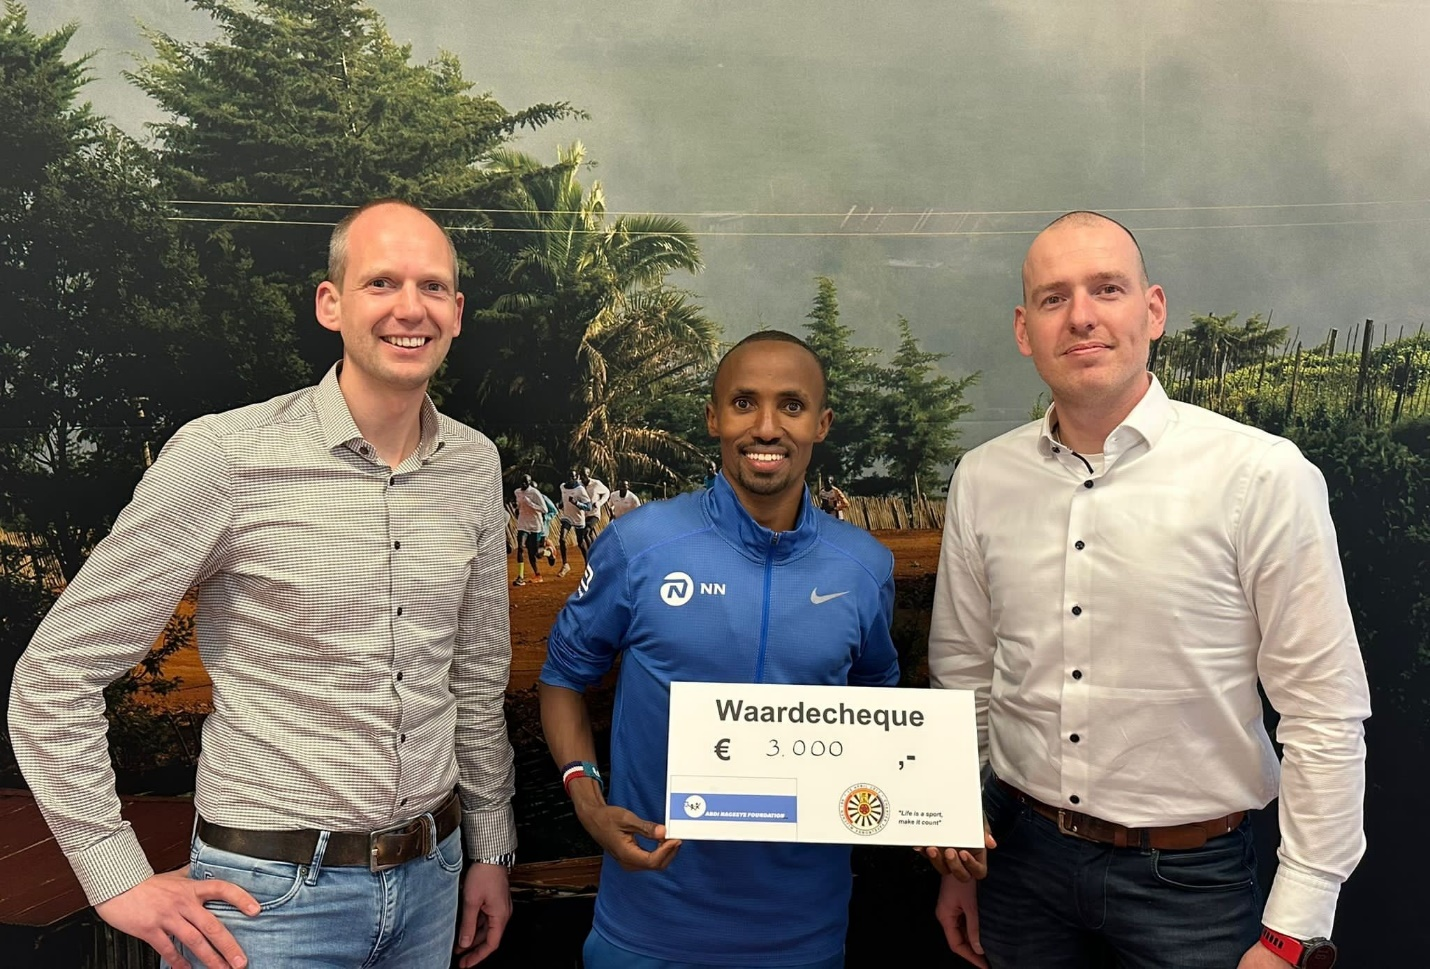 NN
Waardecheque
€ 3.000 ,-
ABDI NAGEEYE FOUNDATION
"Life is a sport,
make it count"